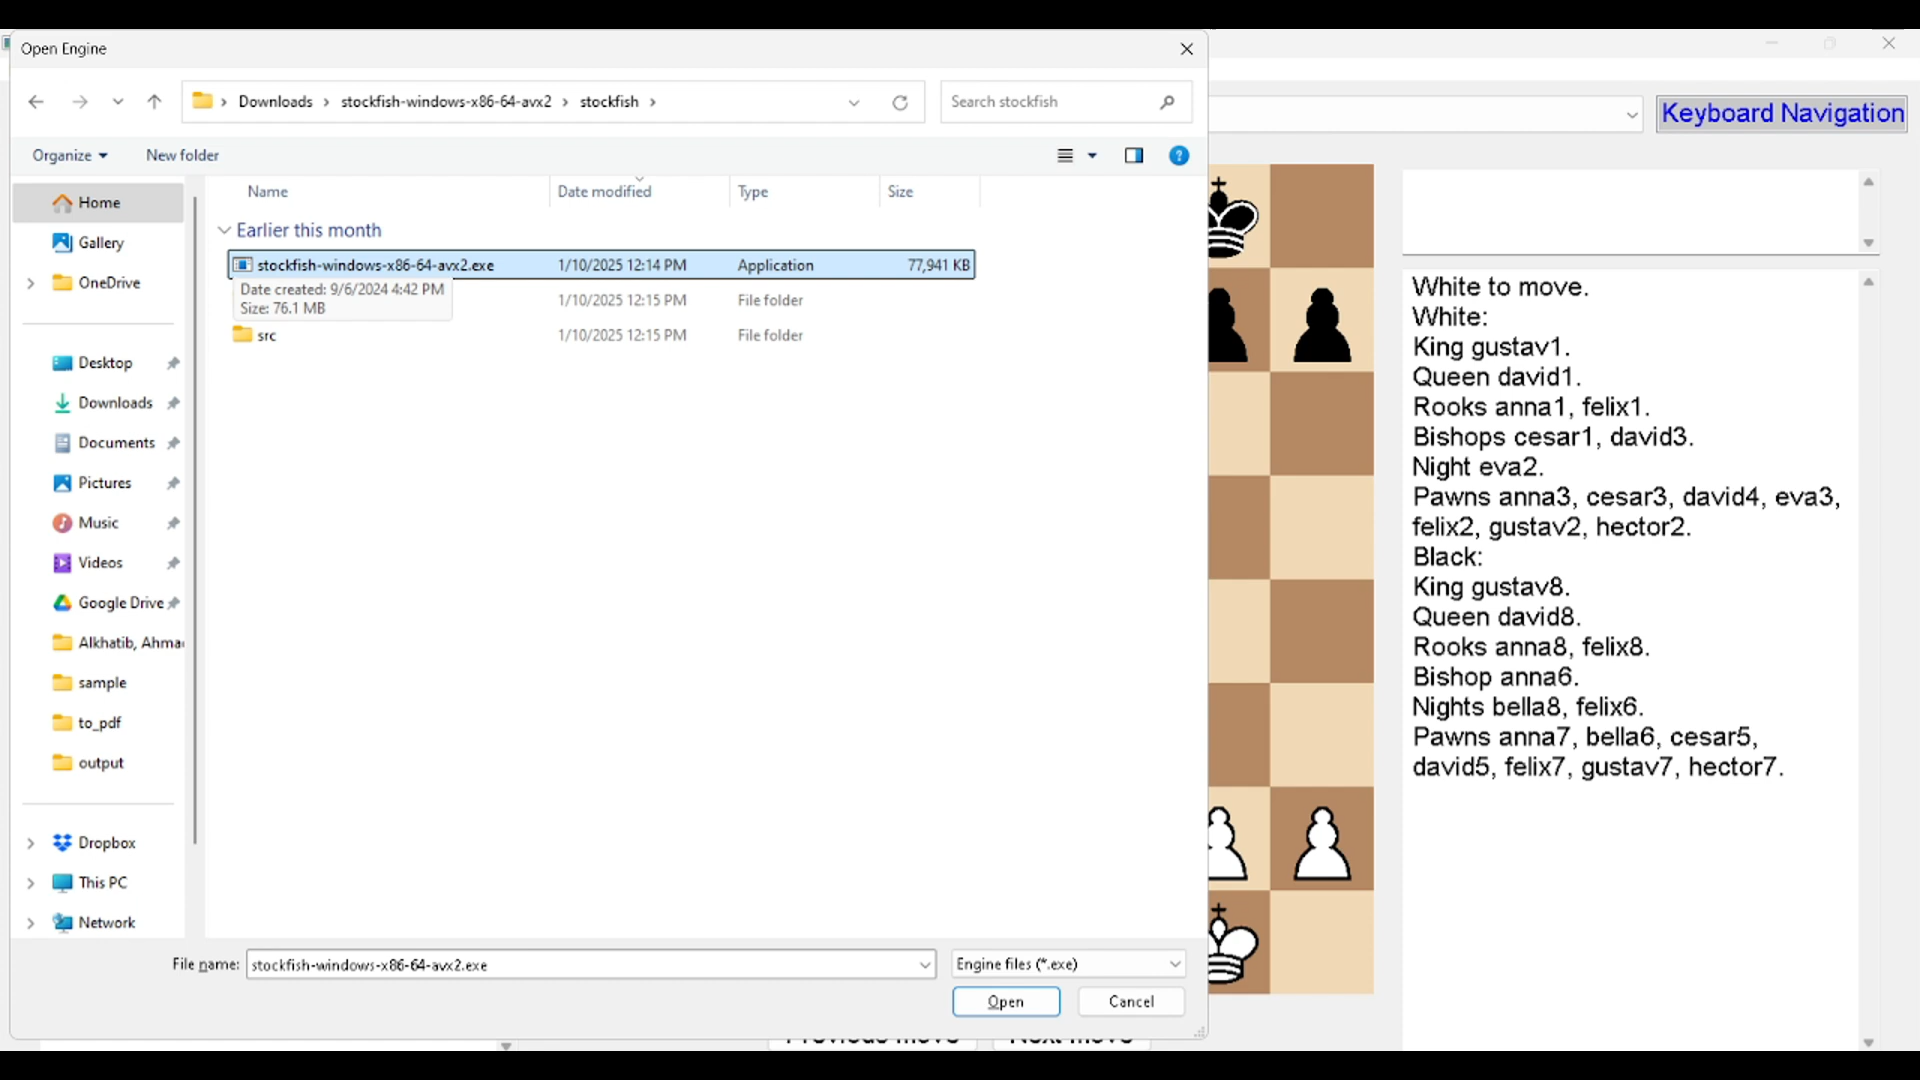 Open Engine
Downloads > stockfish-windows-x86-64-avx2 > stockfish >
Search stockfish
Keyboard Navigation
Organize
New folder
Name
Date modified
Type
Size
Home
Gallery
OneDrive
Desktop
Downloads
Documents
Pictures
Music
Videos
Google Drive
Alkhatib, Ahma
sample
to_pdf
output
Dropbox
This PC
Network
Earlier this month
stockfish-windows-x86-64-avx2.exe 1/10/2025 12:14 PM Application 77,941 KB
Date created: 9/6/2024 4:42 PM
Size: 76.1 MB
1/10/2025 12:15 PM File folder
src 1/10/2025 12:15 PM File folder
File name: stockfish-windows-x86-64-avx2.exe
Engine files (*.exe)
Open
Cancel
Previous move
Next move
White to move.
White:
King gustav1.
Queen david1.
Rooks anna1, felix1.
Bishops cesar1, david3.
Night eva2.
Pawns anna3, cesar3, david4, eva3,
felix2, gustav2, hector2.
Black:
King gustav8.
Queen david8.
Rooks anna8, felix8.
Bishop anna6.
Nights bella8, felix6.
Pawns anna7, bella6, cesar5,
david5, felix7, gustav7, hector7.